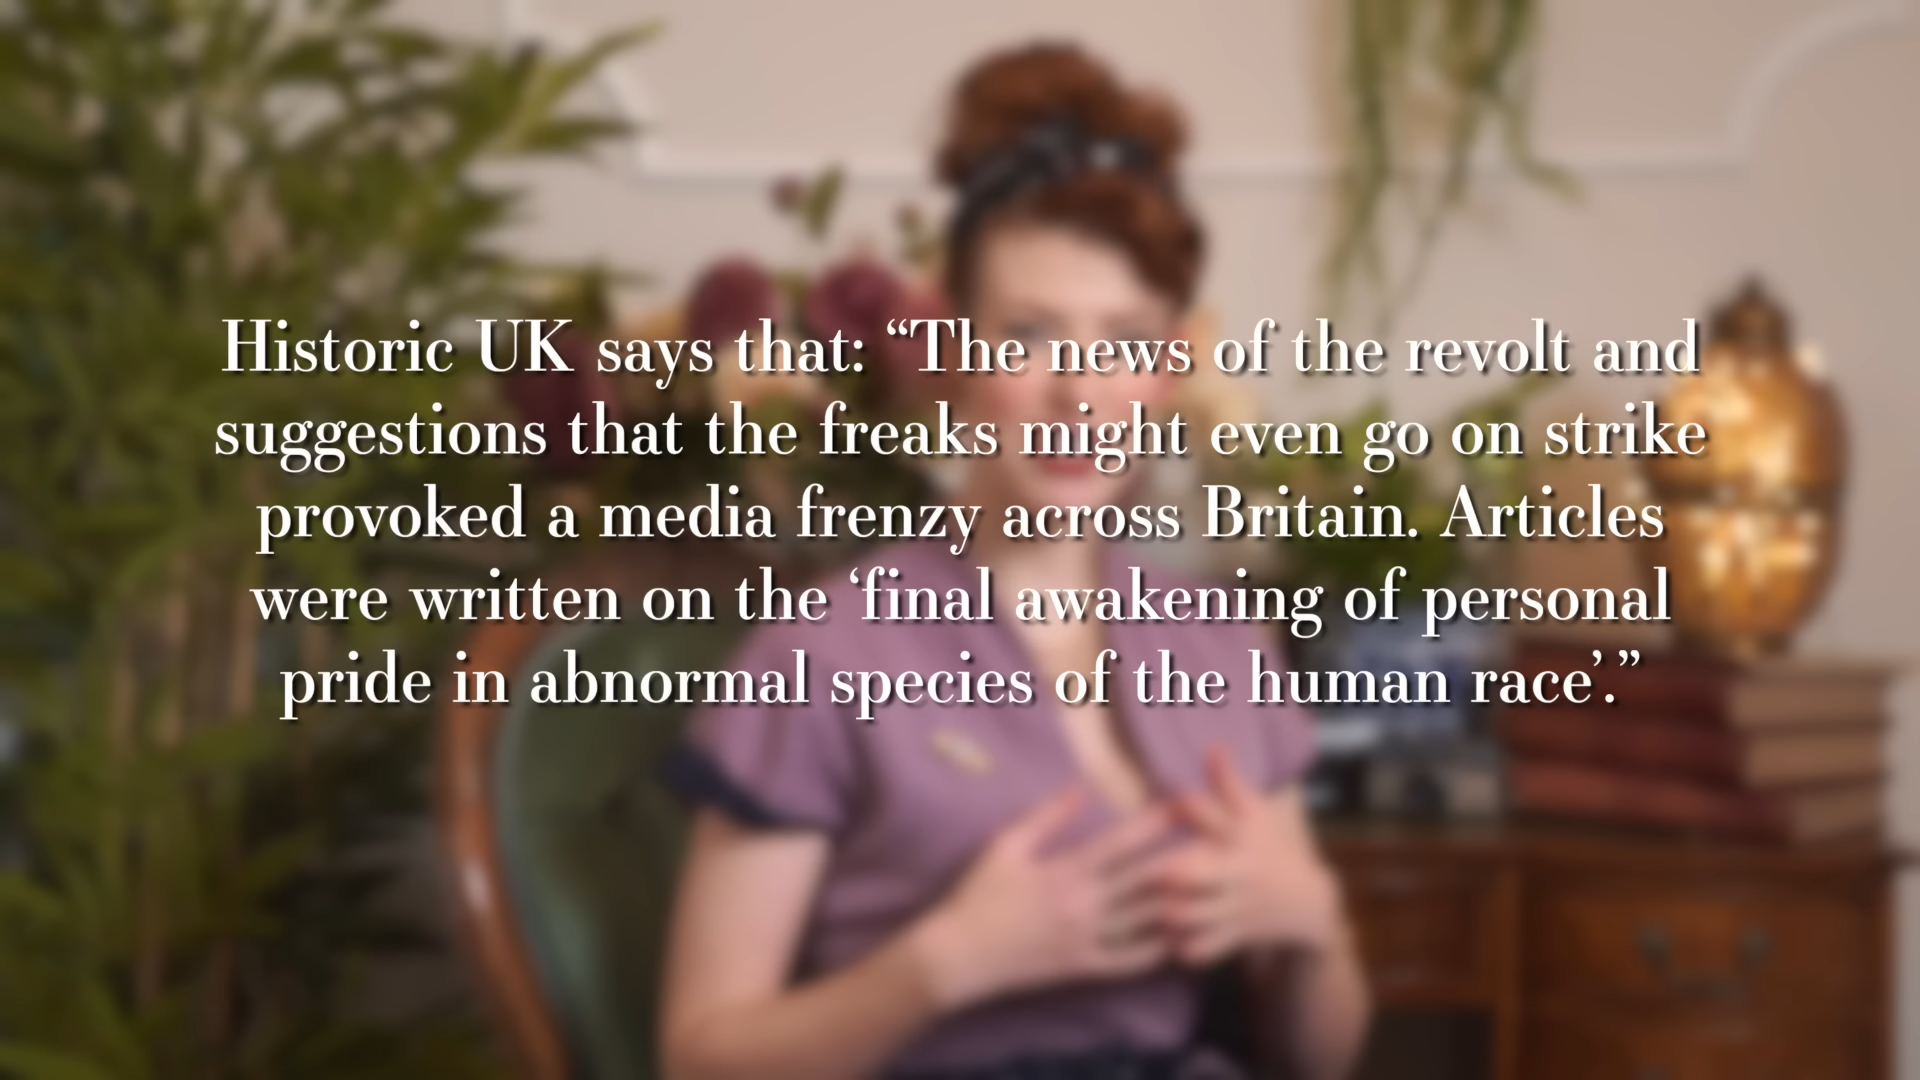 Historic UK says that: “The news of the revolt and
suggestions that the freaks might even go on strike
provoked a media frenzy across Britain. Articles
were written on the ‘final awakening of personal
pride in abnormal species of the human race’.”